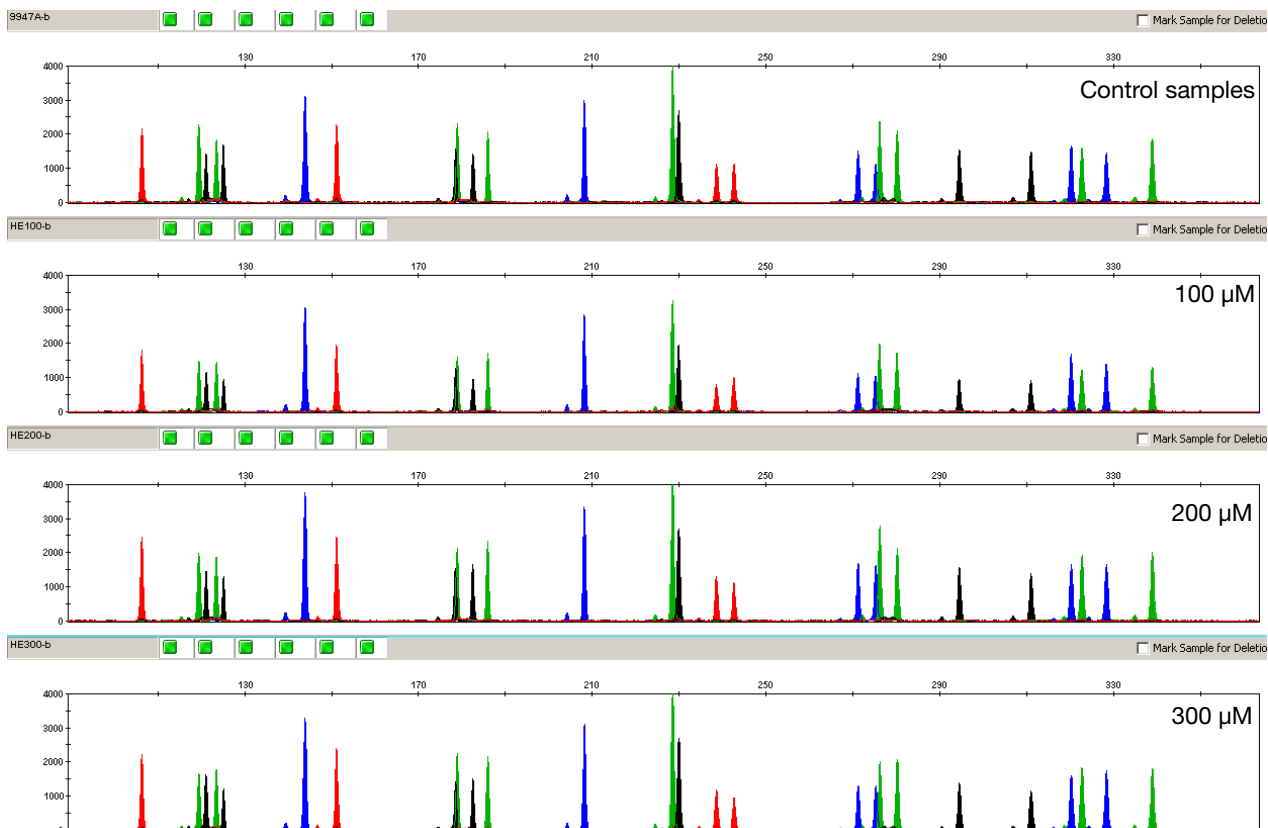 9947A-b
Mark Sample for Deletio
130 170 210 250 290 330
4000
Control samples
3000
2000
1000
0
HE100-b
Mark Sample for Deletio
130 170 210 250 290 330
4000
100 µM
3000
2000
1000
0
HE200-b
Mark Sample for Deletio
130 170 210 250 290 330
4000
200 µM
3000
2000
1000
0
HE300-b
Mark Sample for Deletio
130 170 210 250 290 330
4000
300 µM
3000
2000
1000